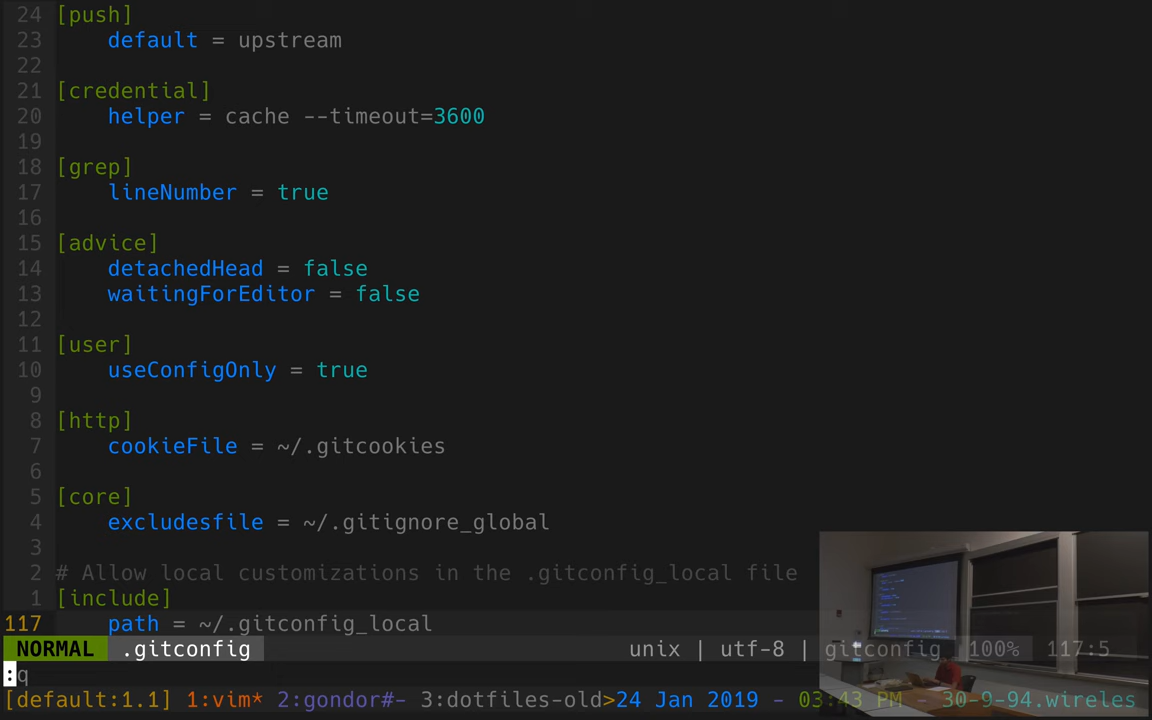 24 [push]
23 default = upstream
22
21 [credential]
20 helper = cache --timeout=3600
19
18 [grep]
17 lineNumber = true
16
15 [advice]
14 detachedHead = false
13 waitingForEditor = false
12
11 [user]
10 useConfigOnly = true
9
8 [http]
7 cookieFile = ~/.gitcookies
6
5 [core]
4 excludesfile = ~/.gitignore_global
3
2 # Allow local customizations in the .gitconfig_local file
1 [include]
117 path = ~/.gitconfig_local
NORMAL .gitconfig unix | utf-8 | gitconfig 100% 117:5
:q
[default:1.1] 1:vim* 2:gondor#- 3:dotfiles-old>24 Jan 2019 - 03:43 PM - 30-9-94.wireles